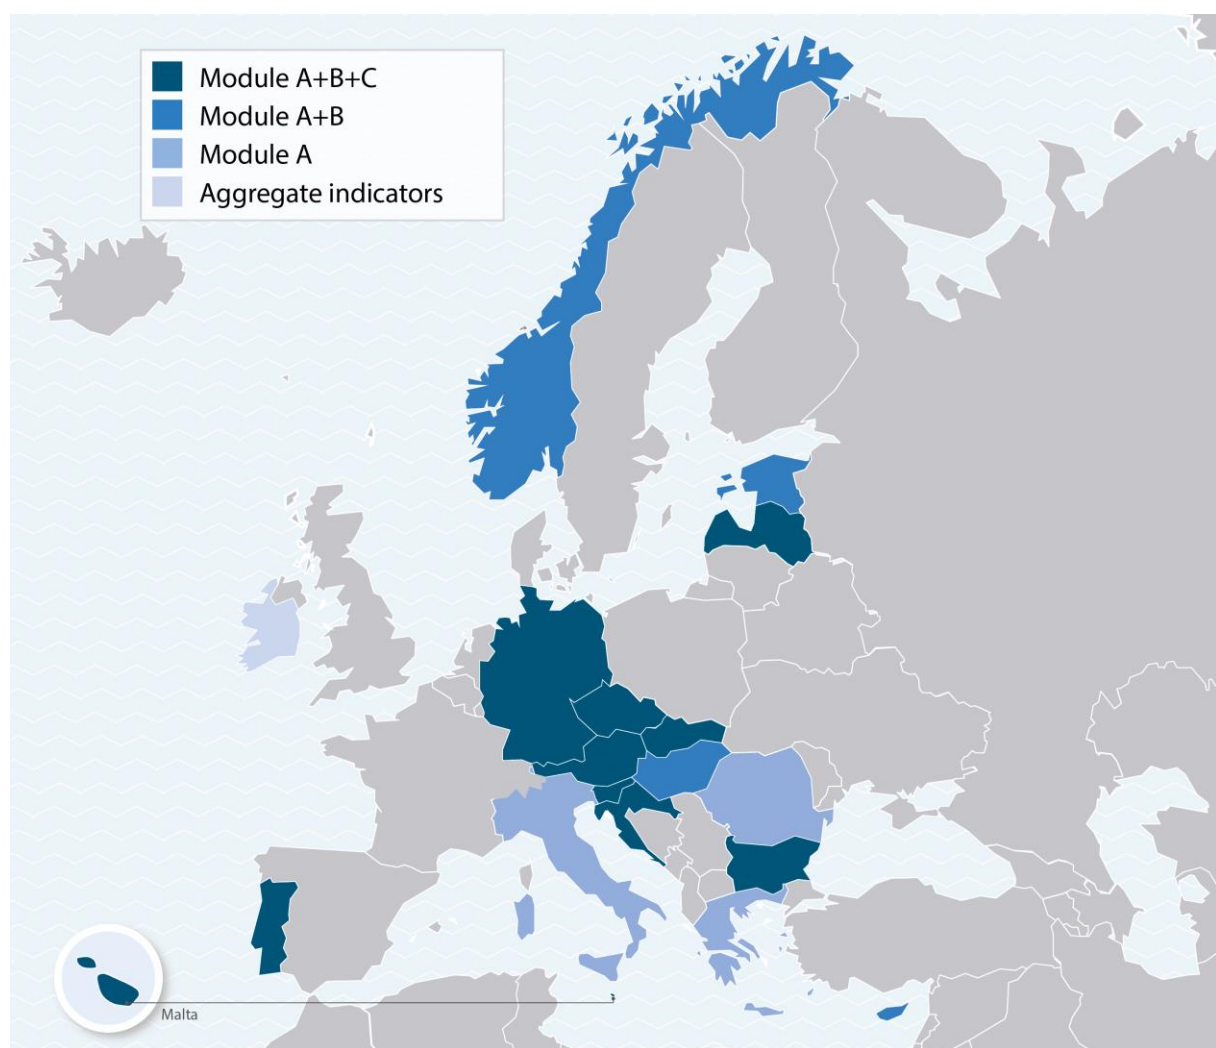 Module A+B+C
Module A+B
Module A
Aggregate indicators
Malta